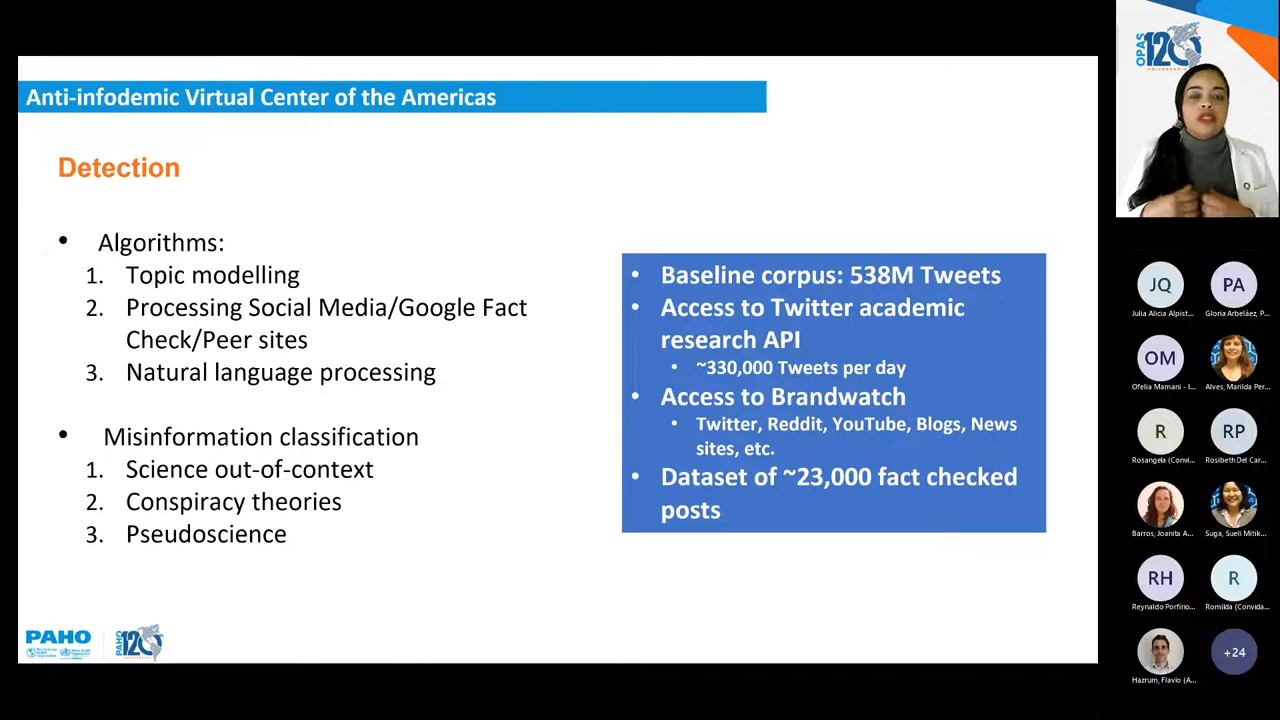 Anti-infodemic Virtual Center of the Americas
Detection
• Algorithms:
1. Topic modelling
2. Processing Social Media/Google Fact
Check/Peer sites
3. Natural language processing
• Misinformation classification
1. Science out-of-context
2. Conspiracy theories
3. Pseudoscience
• Baseline corpus: 538M Tweets
• Access to Twitter academic
research API
• ~330,000 Tweets per day
• Access to Brandwatch
• Twitter, Reddit, YouTube, Blogs, News
sites, etc.
• Dataset of ~23,000 fact checked
posts
PAHO
PAHO 120
OPAS 120
JQ
Julia Alicia Alpist...
PA
Gloria Arbeláez, P...
OM
Ofelia Mamani - I...
Alves, Marilda Per...
R
Rosangela (Convi...
RP
Rosibeth Del Car...
Barros, Joanita A...
Suga, Sueli Mitik...
RH
Reynaldo Porfirio...
R
Romilda (Convida...
Hazrum, Flavio (A...
+24